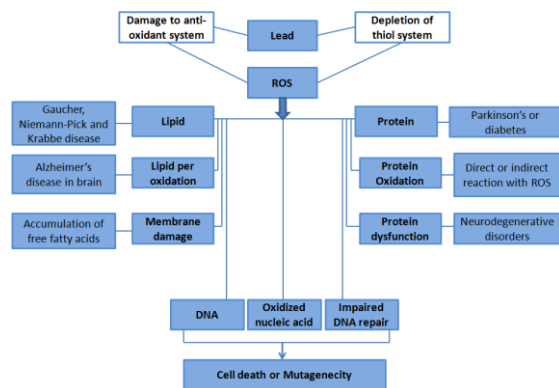 Damage to anti-
oxidant system
Lead
Depletion of
thiol system
ROS
Gaucher,
Niemann-Pick and
Krabbe disease
Lipid
Protein
Parkinson's or
diabetes
Alzheimer's
disease in brain
Lipid per
oxidation
Protein
Oxidation
Direct or indirect
reaction with ROS
Accumulation of
free fatty acids
Membrane
damage
Protein
dysfunction
Neurodegenerative
disorders
DNA
Oxidized
nucleic acid
Impaired
DNA repair
Cell death or Mutagenecity